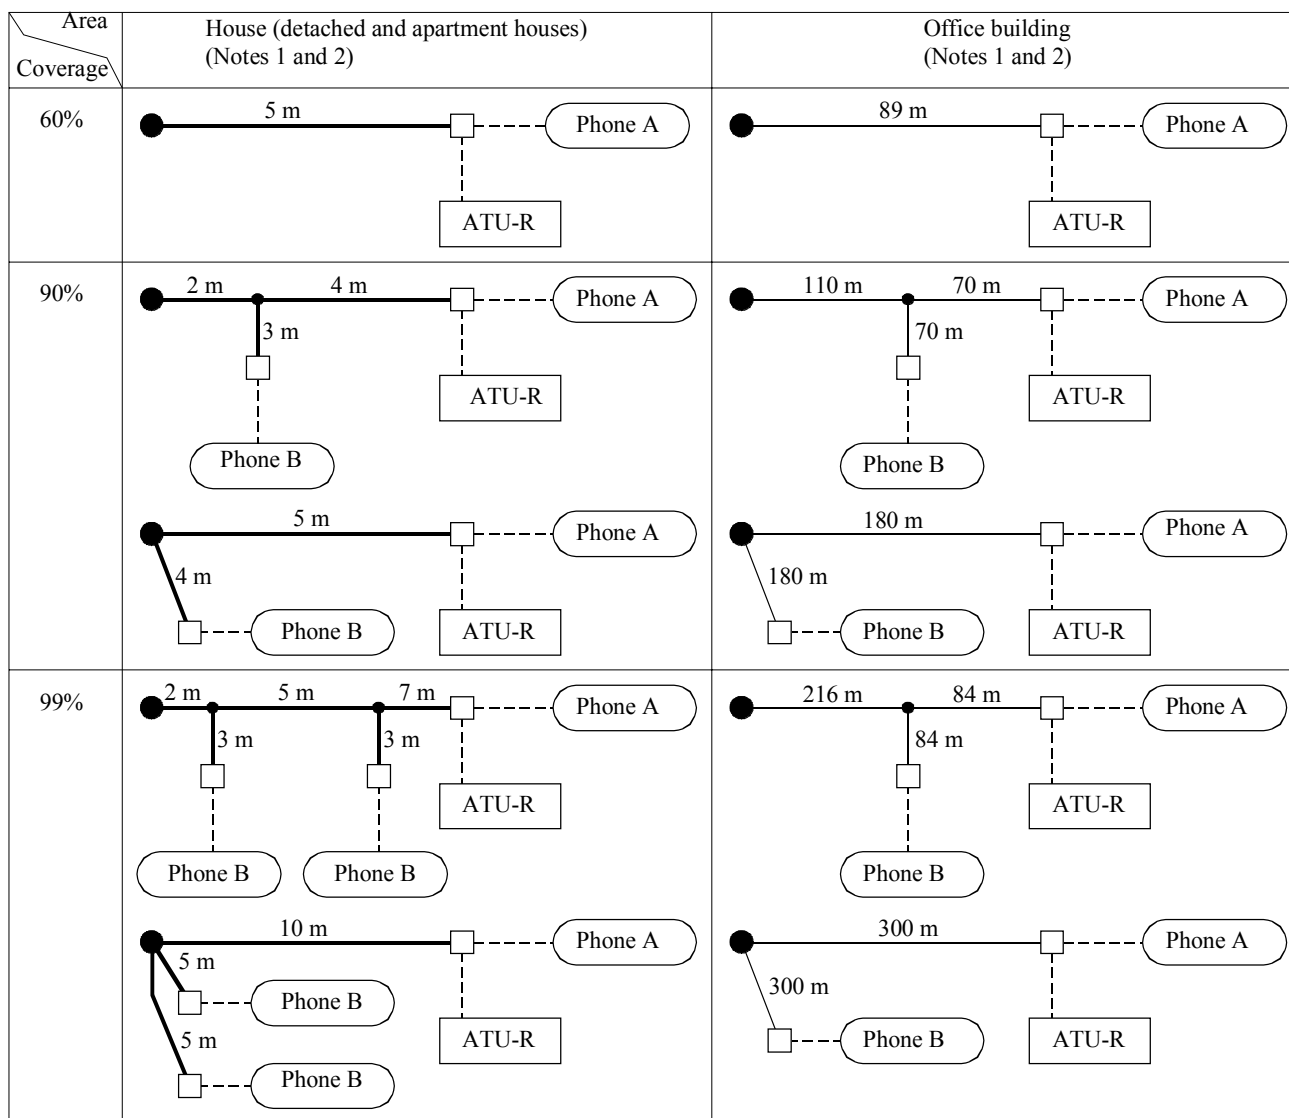 Area
Coverage
House (detached and apartment houses)
(Notes 1 and 2)
Office building
(Notes 1 and 2)
60%
5 m
Phone A
ATU-R
89 m
Phone A
ATU-R
90%
2 m
4 m
Phone A
3 m
ATU-R
Phone B
110 m
70 m
Phone A
70 m
ATU-R
Phone B
5 m
Phone A
4 m
Phone B
ATU-R
180 m
Phone A
180 m
Phone B
ATU-R
99%
2 m
5 m
7 m
Phone A
3 m
3 m
ATU-R
Phone B
Phone B
216 m
84 m
Phone A
84 m
ATU-R
Phone B
10 m
Phone A
5 m
Phone B
5 m
ATU-R
Phone B
300 m
Phone A
300 m
Phone B
ATU-R